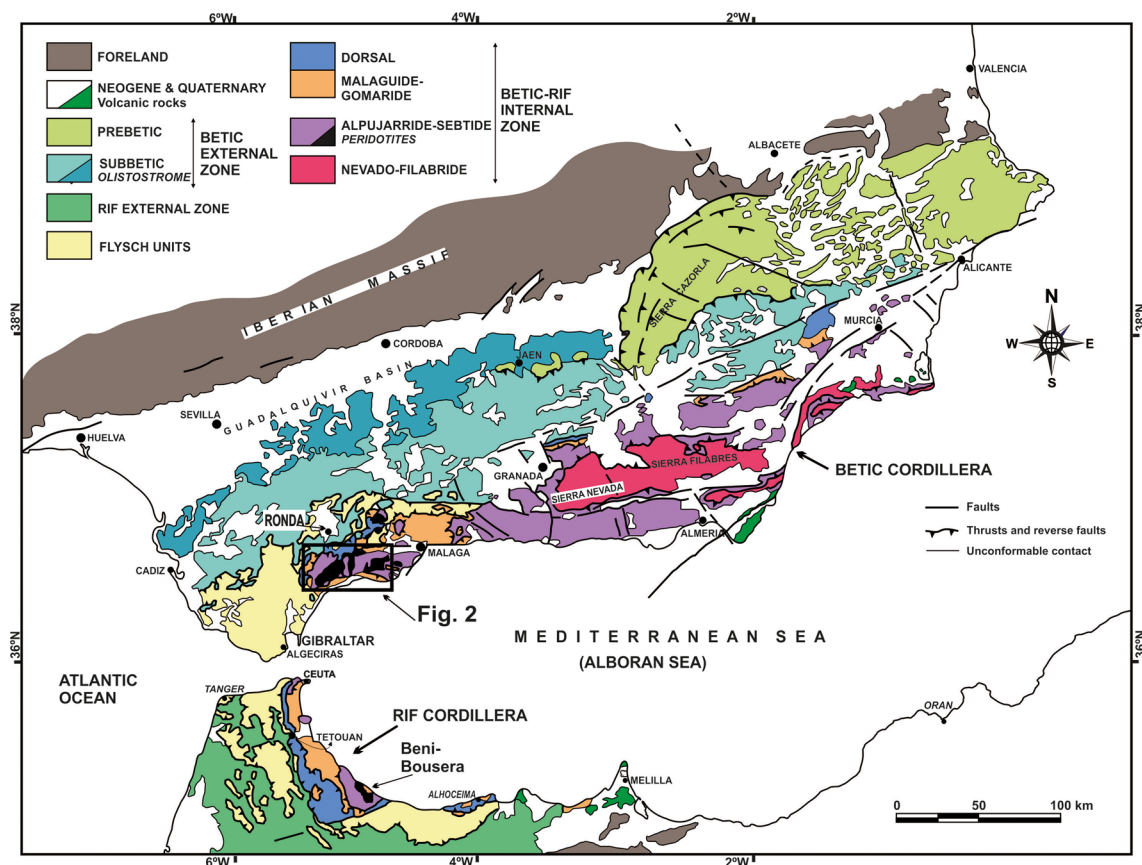 6ºW
4ºW
2ºW
FORELAND
NEOGENE & QUATERNARY
Volcanic rocks
PREBETIC
SUBBETIC
OLISTOSTROME
BETIC
EXTERNAL
ZONE
RIF EXTERNAL ZONE
FLYSCH UNITS
DORSAL
MALAGUIDE-
GOMARIDE
ALPUJARRIDE-SEBTIDE
PERIDOTITES
NEVADO-FILABRIDE
BETIC-RIF
INTERNAL
ZONE
VALENCIA
ALBACETE
IBERIAN MASSIF
SIERRA CAZORLA
ALICANTE
38ºN
38ºN
MURCIA
N
W
E
S
CORDOBA
JAEN
GUADALQUIVIR BASIN
SEVILLA
HUELVA
GRANADA
SIERRA FILABRES
SIERRA NEVADA
BETIC CORDILLERA
RONDA
ALMERIA
MALAGA
CADIZ
Faults
Thrusts and reverse faults
Unconformable contact
Fig. 2
MEDITERRANEAN SEA
(ALBORAN SEA)
GIBRALTAR
ALGECIRAS
36ºN
36ºN
ATLANTIC
OCEAN
CEUTA
TANGER
RIF CORDILLERA
TETOUAN
Beni-
Bousera
ORAN
MELILLA
ALHOCEIMA
0 50 100 km
6ºW
4ºW
2ºW